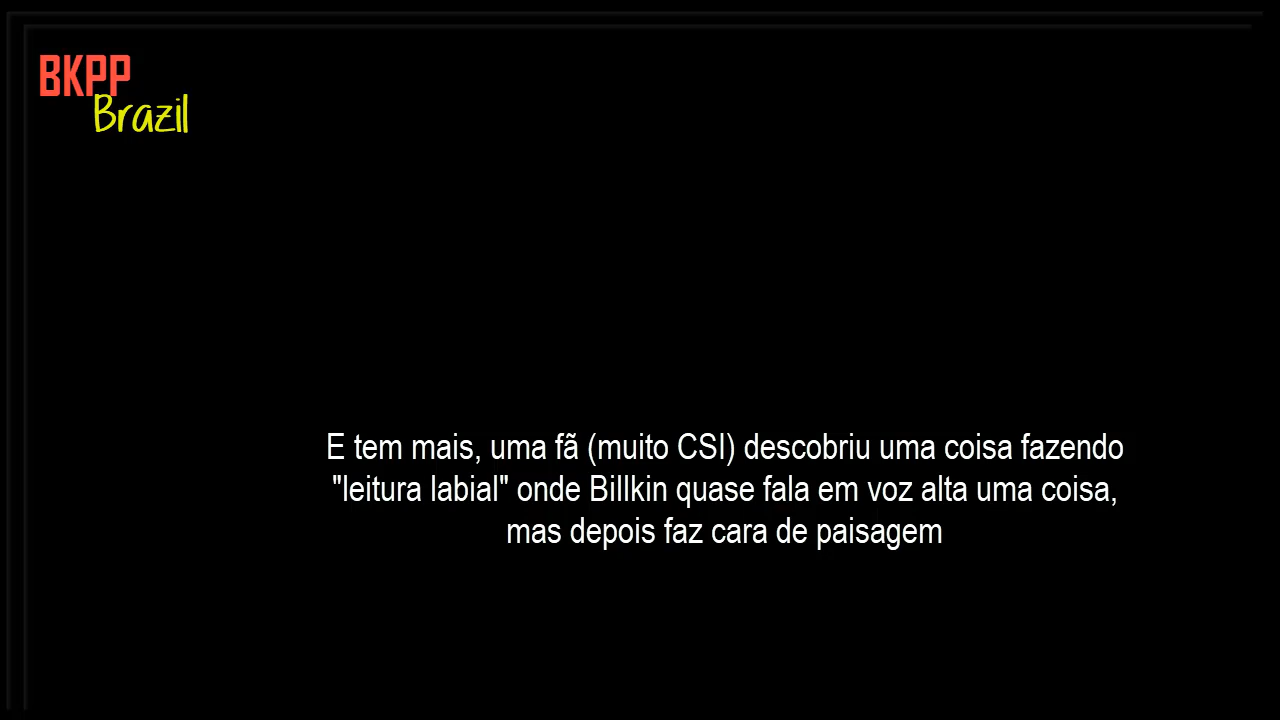 BKPP
Brazil
E tem mais, uma fã (muito CSI) descobriu uma coisa fazendo
"leitura labial" onde Billkin quase fala em voz alta uma coisa,
mas depois faz cara de paisagem